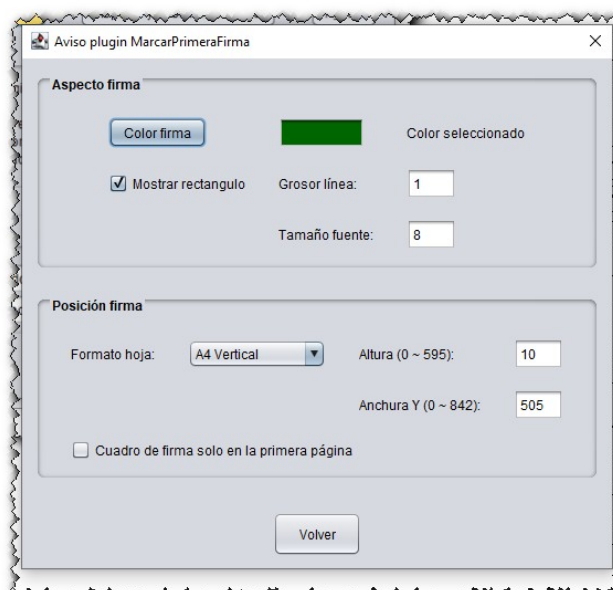 Aviso plugin MarcarPrimeraFirma
Aspecto firma
Color firma
Color seleccionado
Mostrar rectangulo
Grosor línea:
1
Tamaño fuente:
8
Posición firma
Formato hoja:
A4 Vertical
Altura (0 ~ 595):
10
Anchura Y (0 ~ 842):
505
Cuadro de firma solo en la primera página
Volver